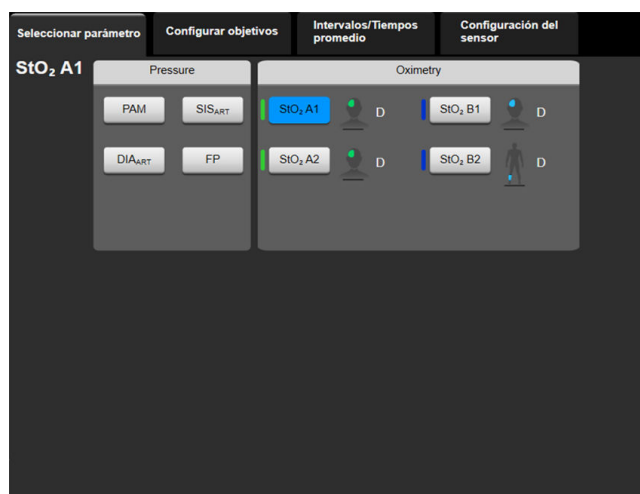 Seleccionar parámetro
Configurar objetivos
Intervalos/Tiempos
promedio
Configuración del
sensor
StO₂ A1
Pressure
Oximetry
PAM
SISART
StO₂ A1
D
StO₂ B1
D
DIAART
FP
StO₂ A2
D
StO₂ B2
D